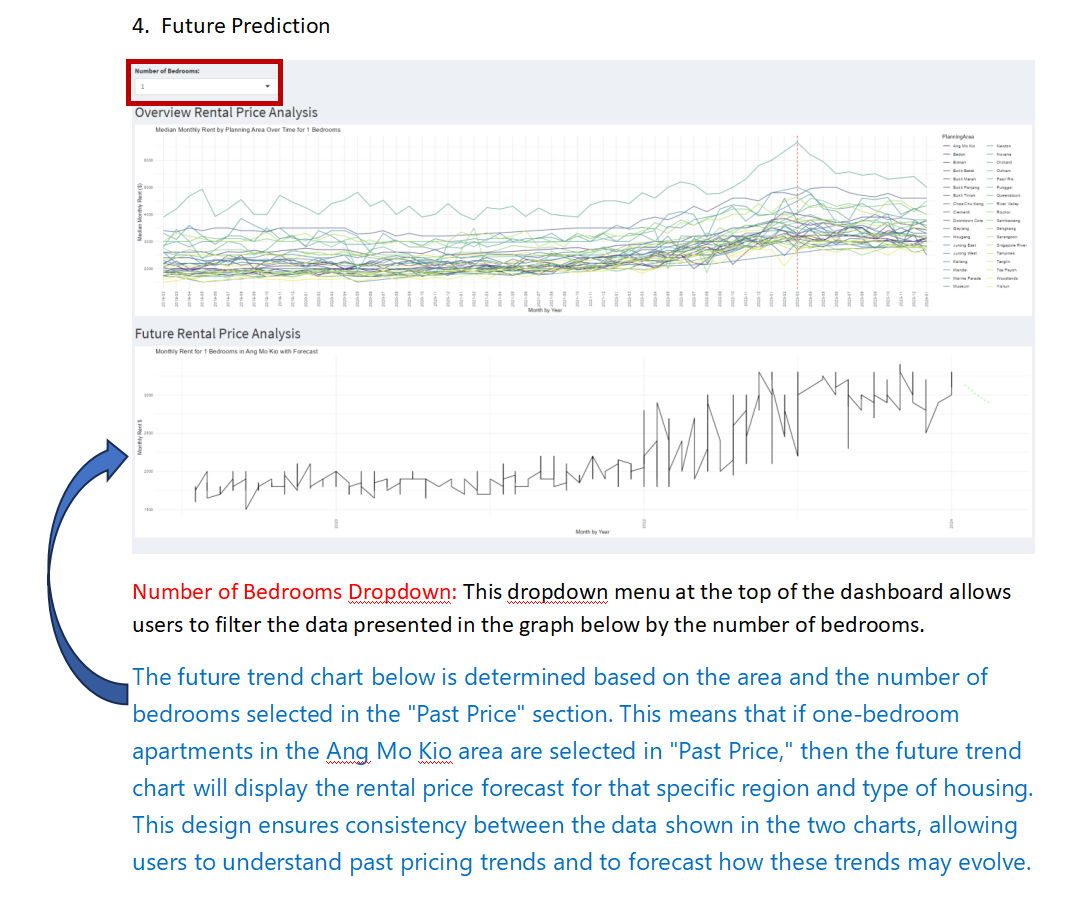 4. Future Prediction
Number of Bedrooms:
1
Overview Rental Price Analysis
Median Monthly Rent by Planning Area Over Time for 1 Bedrooms
Median Monthly Rent ($)
Month by Year
PlanningArea
Ang Mo Kio
Bedok
Bishan
Bukit Batok
Bukit Merah
Bukit Panjang
Bukit Timah
Choa Chu Kang
Clementi
Downtown Core
Geylang
Hougang
Jurong East
Jurong West
Kallang
Mandai
Marine Parade
Museum
Newton
Novena
Orchard
Outram
Pasir Ris
Punggol
Queenstown
River Valley
Rochor
Sembawang
Sengkang
Serangoon
Singapore River
Tampines
Tanglin
Toa Payoh
Woodlands
Yishun
Future Rental Price Analysis
Monthly Rent for 1 Bedrooms in Ang Mo Kio with Forecast
Monthly Rent $
Month by Year
Number of Bedrooms Dropdown: This dropdown menu at the top of the dashboard allows
users to filter the data presented in the graph below by the number of bedrooms.
The future trend chart below is determined based on the area and the number of
bedrooms selected in the "Past Price" section. This means that if one-bedroom
apartments in the Ang Mo Kio area are selected in "Past Price," then the future trend
chart will display the rental price forecast for that specific region and type of housing.
This design ensures consistency between the data shown in the two charts, allowing
users to understand past pricing trends and to forecast how these trends may evolve.